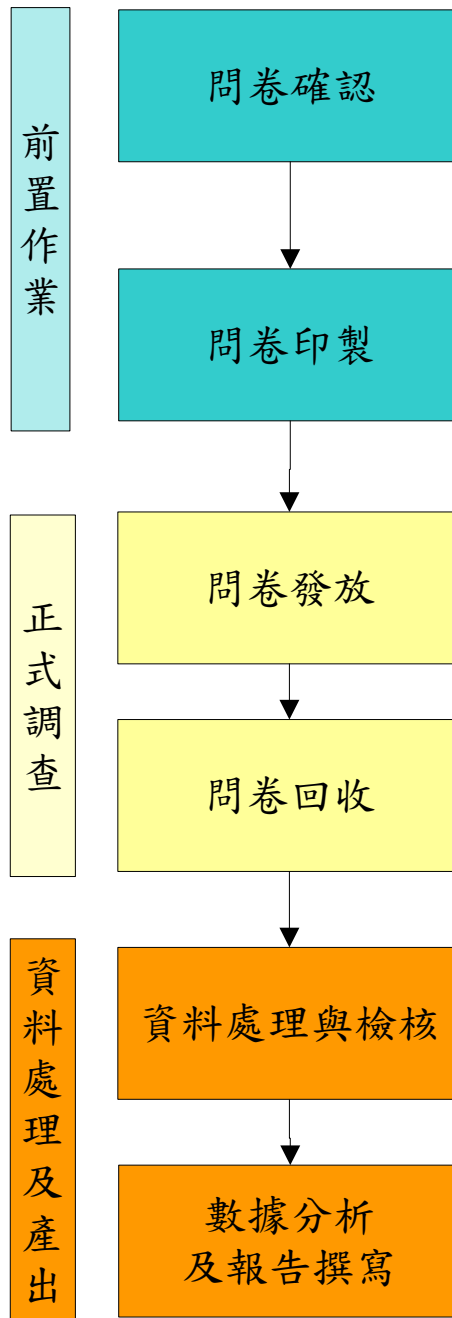 前置作業
問卷確認
問卷印製
正式調查
問卷發放
問卷回收
資料處理及產出
資料處理與檢核
數據分析
及報告撰寫